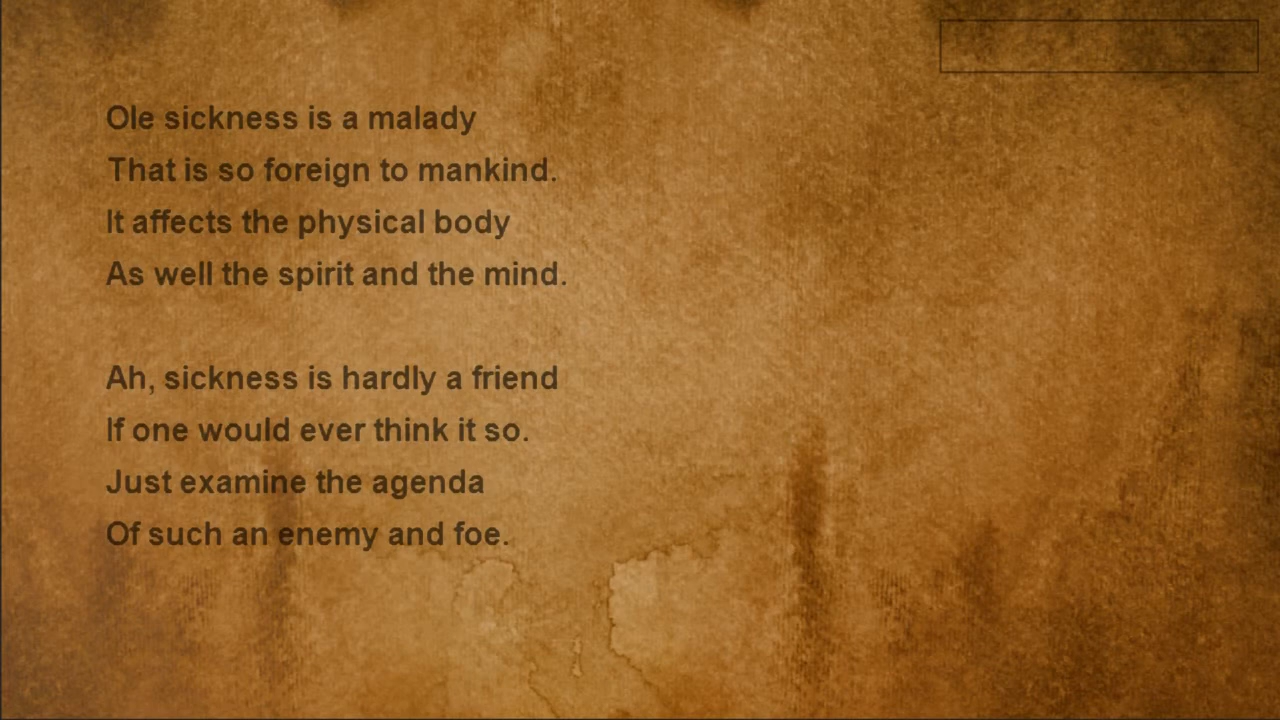 Ole sickness is a malady
That is so foreign to mankind.
It affects the physical body
As well the spirit and the mind.

Ah, sickness is hardly a friend
If one would ever think it so.
Just examine the agenda
Of such an enemy and foe.